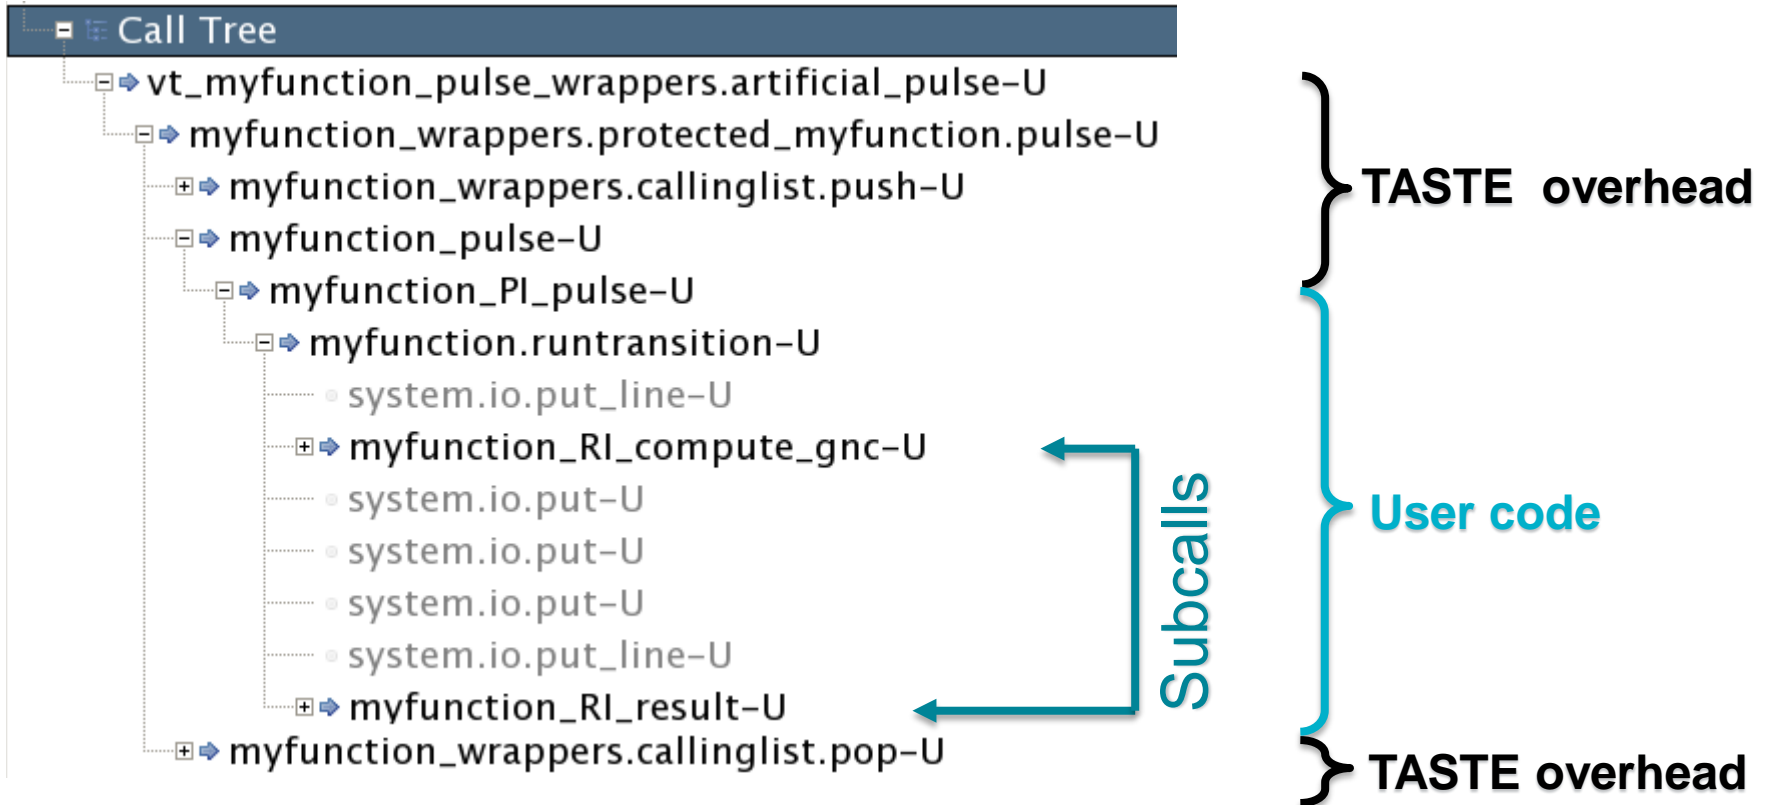 Call Tree
vt_myfunction_pulse_wrappers.artificial_pulse-U
myfunction_wrappers.protected_myfunction.pulse-U
myfunction_wrappers.callinglist.push-U
TASTE overhead
myfunction_pulse-U
myfunction_PI_pulse-U
myfunction.runtransition-U
system.io.put_line-U
myfunction_RI_compute_gnc-U
system.io.put-U
User code
system.io.put-U
Subcalls
system.io.put-U
system.io.put_line-U
myfunction_RI_result-U
myfunction_wrappers.callinglist.pop-U
TASTE overhead